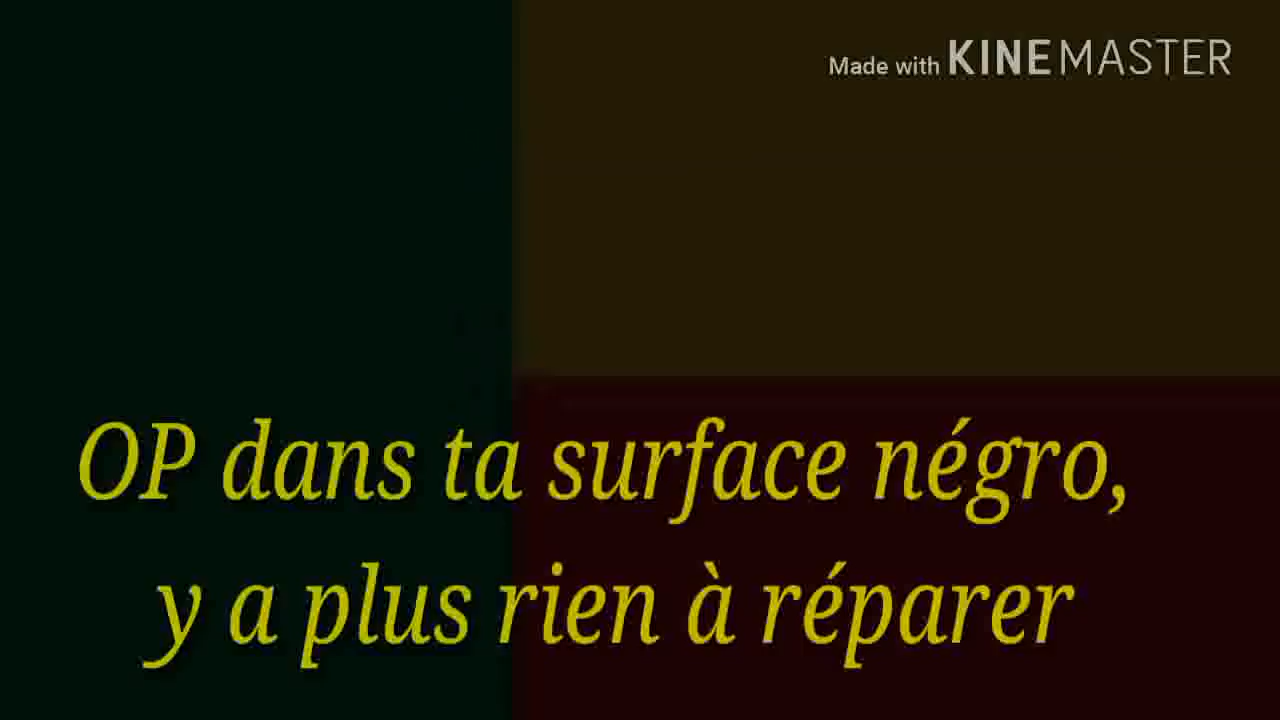 Made with KINEMASTER
OP dans ta surface négro,
y a plus rien à réparer